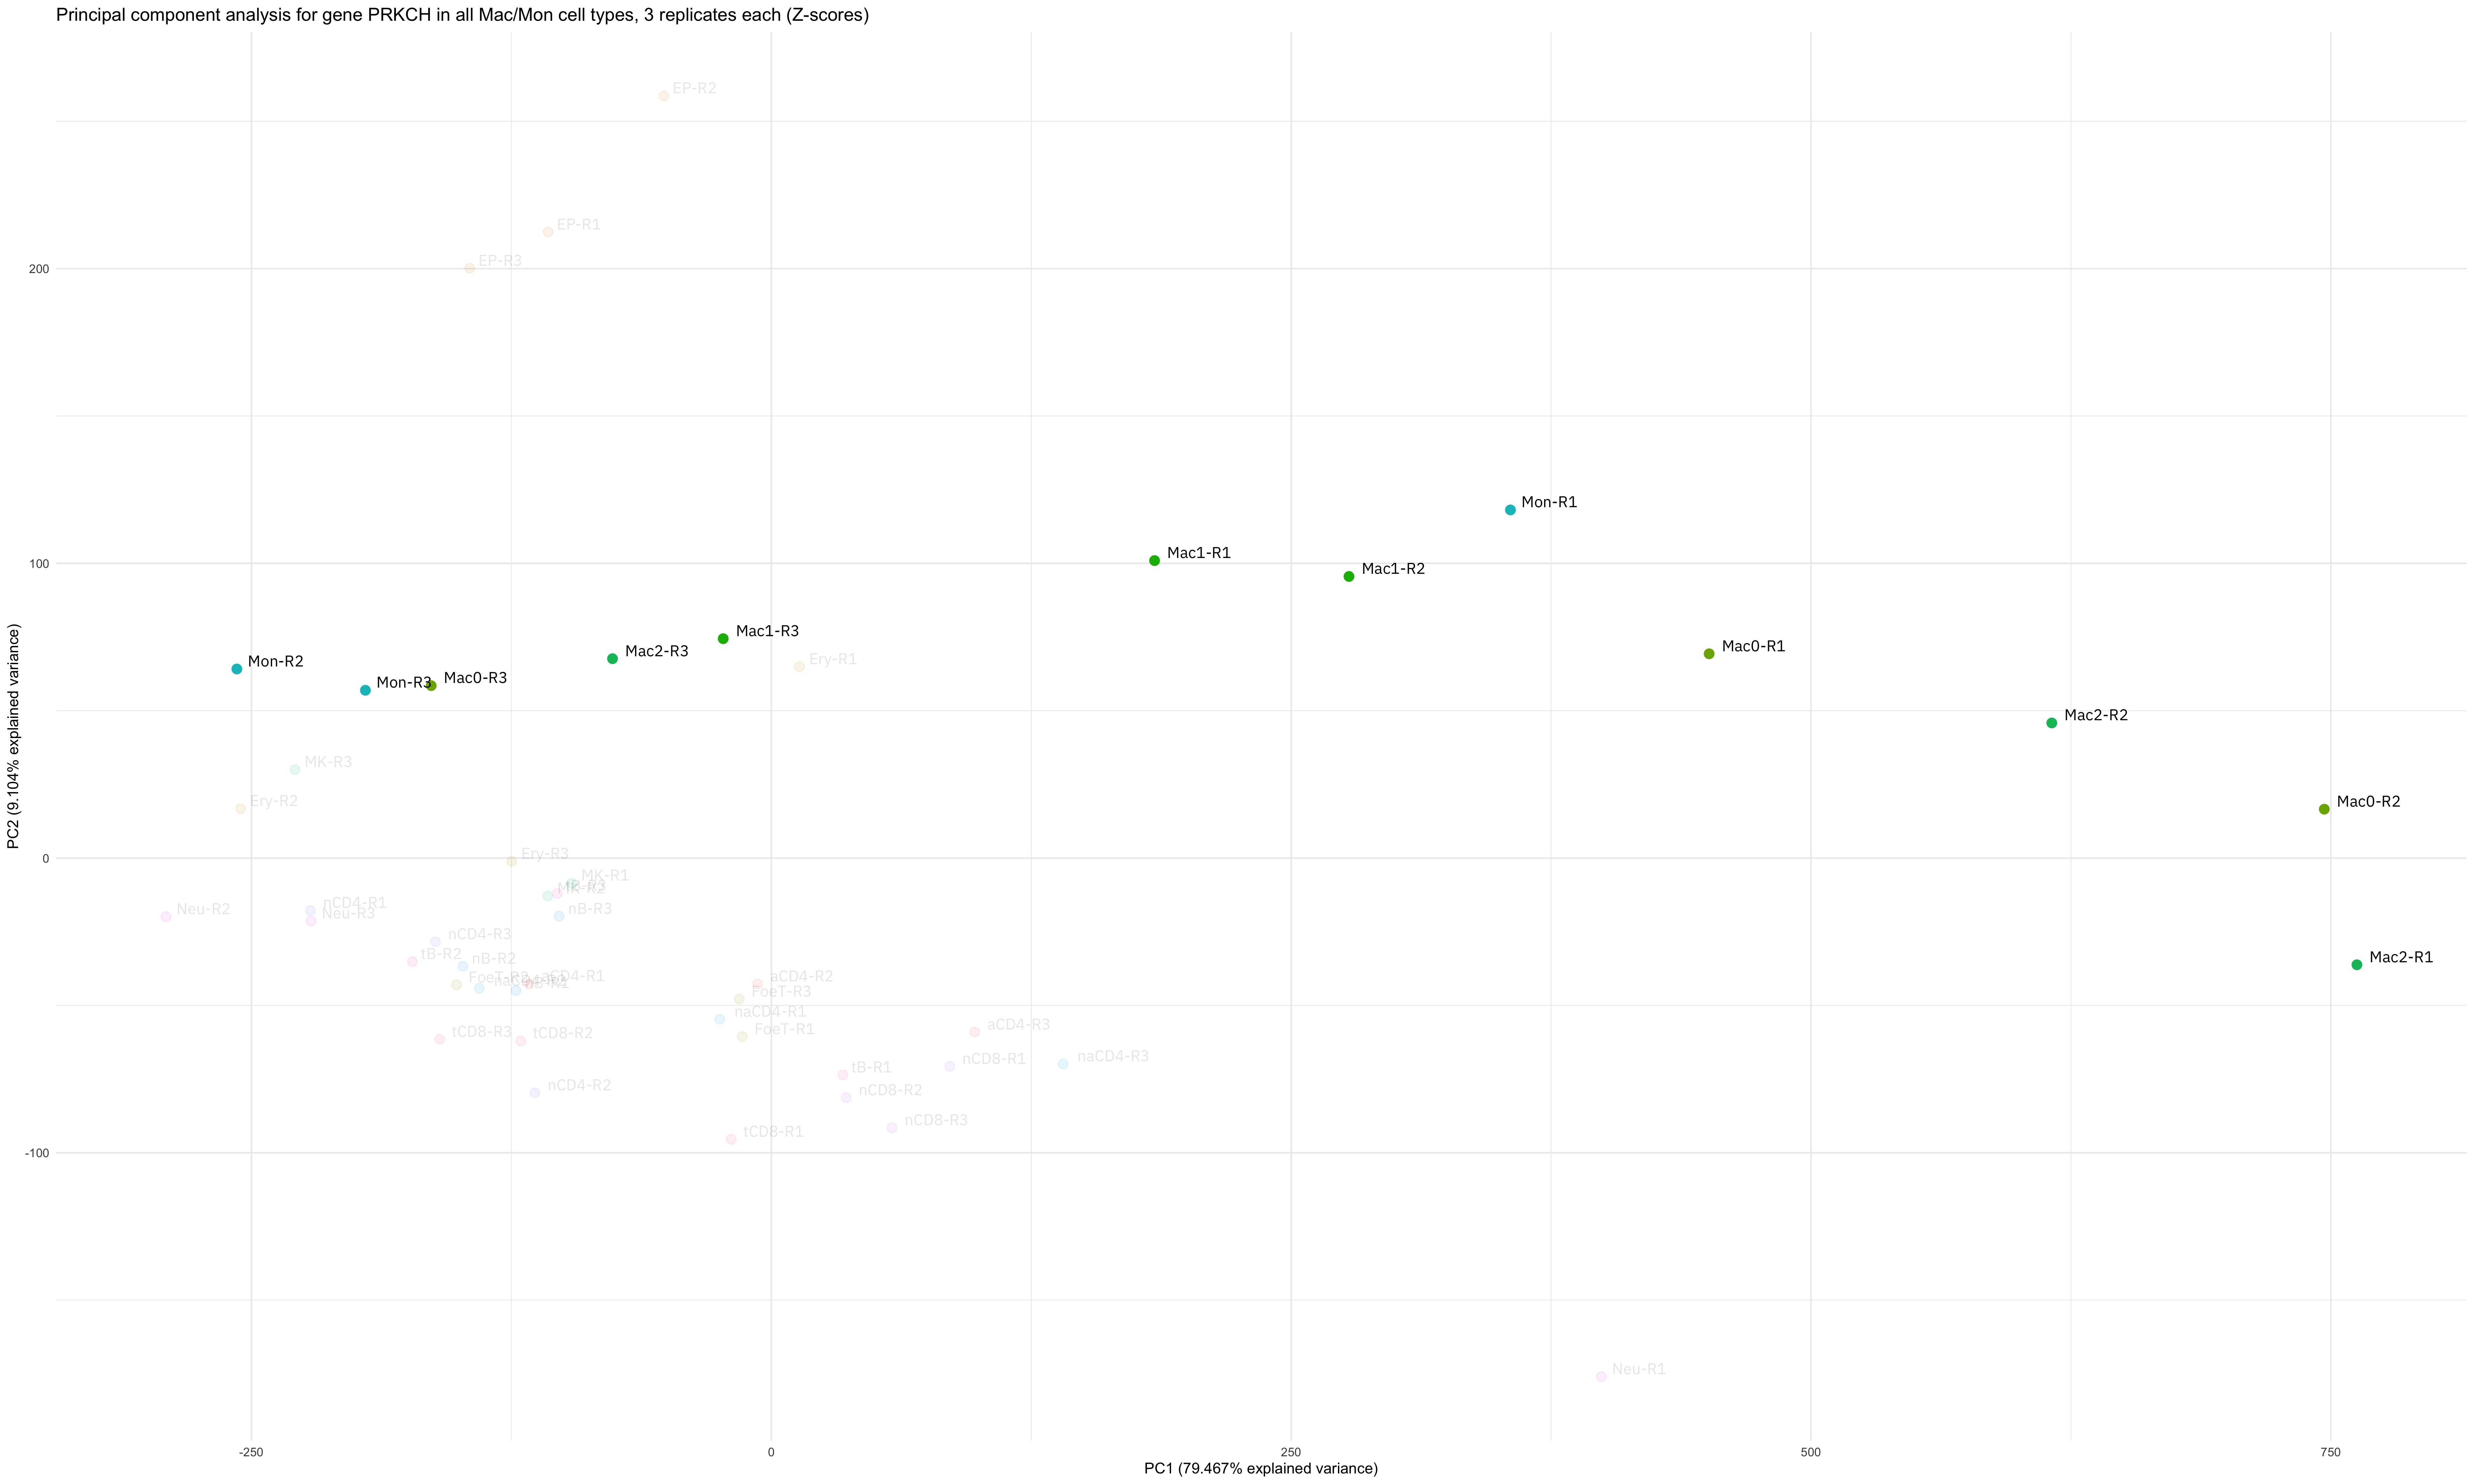 Principal component analysis for gene PRKCH in all Mac/Mon cell types, 3 replicates each (Z-scores)
EP-R2
EP-R1
EP-R3
200
Mon-R1
Mac1-R1
100
Mac1-R2
Mac1-R3
Mac0-R1
Mac2-R3
Ery-R1
Mon-R2
Mac0-R3
Mon-R3
Mac2-R2
MK-R3
Ery-R2
Mac0-R2
PC2 (9.104% explained variance)
0
Ery-R3
MK-R1
MK-R2
nCD4-R1
Neu-R2
nB-R3
Neu-R3
nCD4-R3
tB-R2
nB-R2
Mac2-R1
aCD4-R1
aCD4-R2
FoeT-R3
naCD4-R1
FoeT-R1
aCD4-R3
tCD8-R3
tCD8-R2
naCD4-R3
nCD8-R1
tB-R1
nCD4-R2
nCD8-R2
nCD8-R3
tCD8-R1
-100
Neu-R1
-250
0
250
500
750
PC1 (79.467% explained variance)